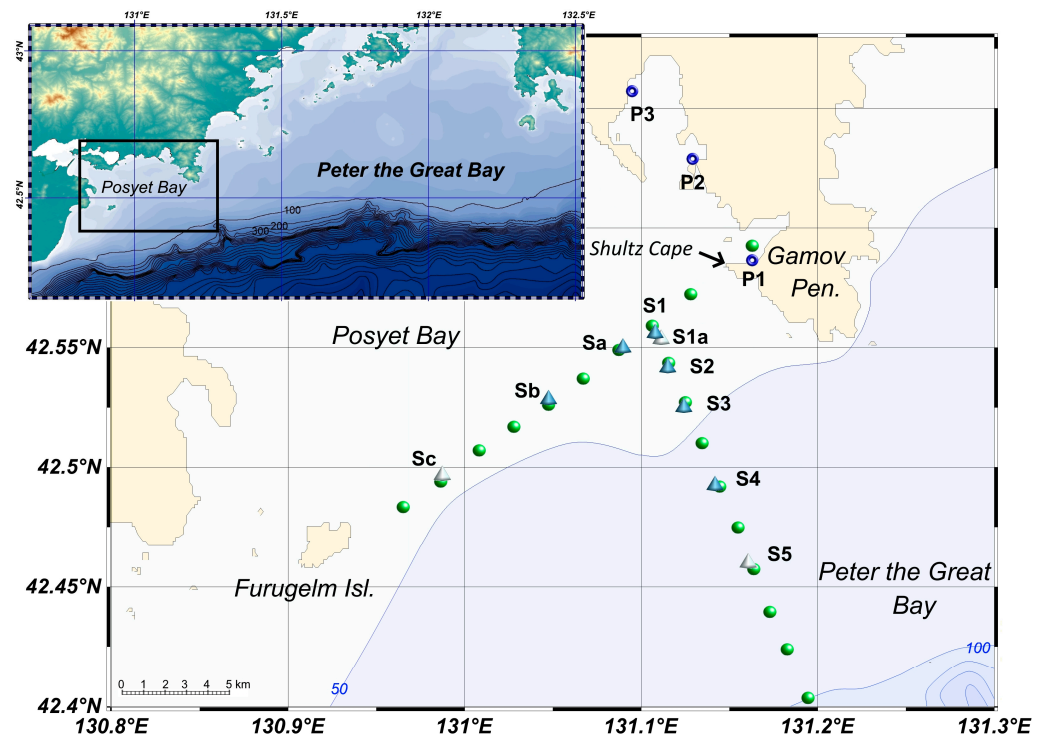 131°E
131.5°E
132°E
132.5°E
43°N
42.5°N
Peter the Great Bay
Posyet Bay
100
200
300
P3
P2
Shultz Cape
Gamov
Pen.
P1
S1
Posyet Bay
Sa
S1a
42.55°N
S2
Sb
S3
Sc
42.5°N
S4
S5
Peter the Great
Bay
Furugelm Isl.
42.45°N
100
0 1 2 3 4 5 km
50
42.4°N
130.8°E
130.9°E
131°E
131.1°E
131.2°E
131.3°E